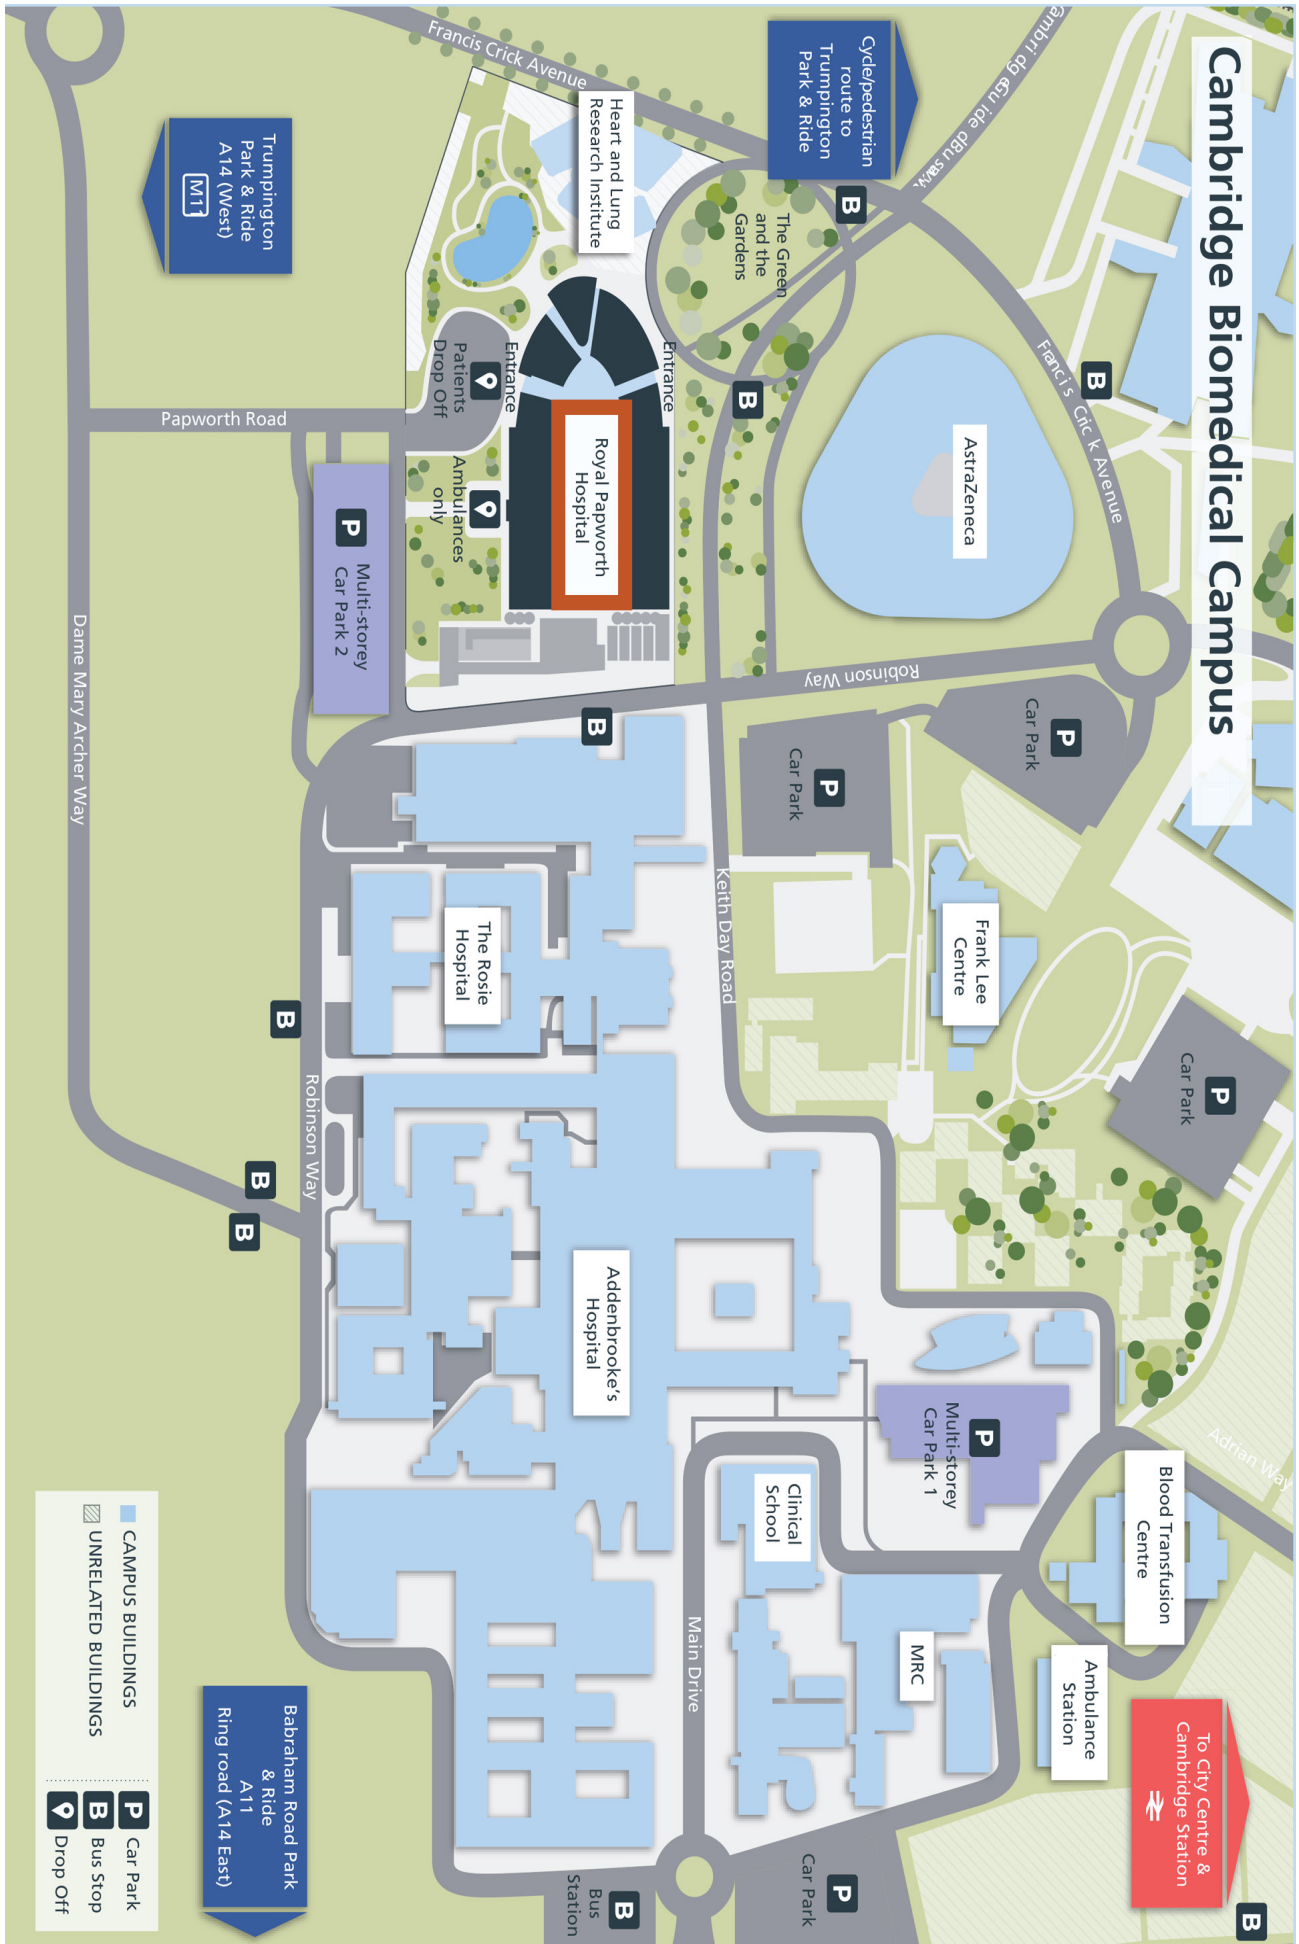 Cambridge Biomedical Campus
Cycle/pedestrian
route to
Trumpington
Park & Ride
Cambri dg eGu ide dBu sway
Francis Crick Avenue
Heart and Lung
Research Institute
The Green
and the
Gardens
B
B
B
Francis Crick Avenue
AstraZeneca
Trumpington
Park & Ride
A14 (West)
M11
Entrance
Entrance
Patients
Drop Off
Ambulances
only
Royal Papworth
Hospital
Papworth Road
P
Multi-storey
Car Park 2
Dame Mary Archer Way
Robinson Way
B
P
Car Park
P
Car Park
Keith Day Road
Frank Lee
Centre
P
Car Park
The Rosie
Hospital
B
Robinson Way
B
B
Addenbrooke's
Hospital
P
Multi-storey
Car Park 1
Adrian Way
Blood Transfusion
Centre
Clinical
School
MRC
Main Drive
Ambulance
Station
To City Centre &
Cambridge Station
B
P
Car Park
B
Bus
Station
Babraham Road Park
& Ride
A11
Ring road (A14 East)
CAMPUS BUILDINGS
UNRELATED BUILDINGS
P Car Park
B Bus Stop
Drop Off